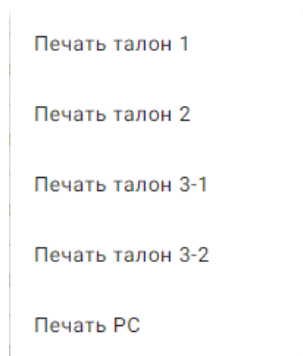 Печать талон 1
Печать талон 2
Печать талон 3-1
Печать талон 3-2
Печать РС